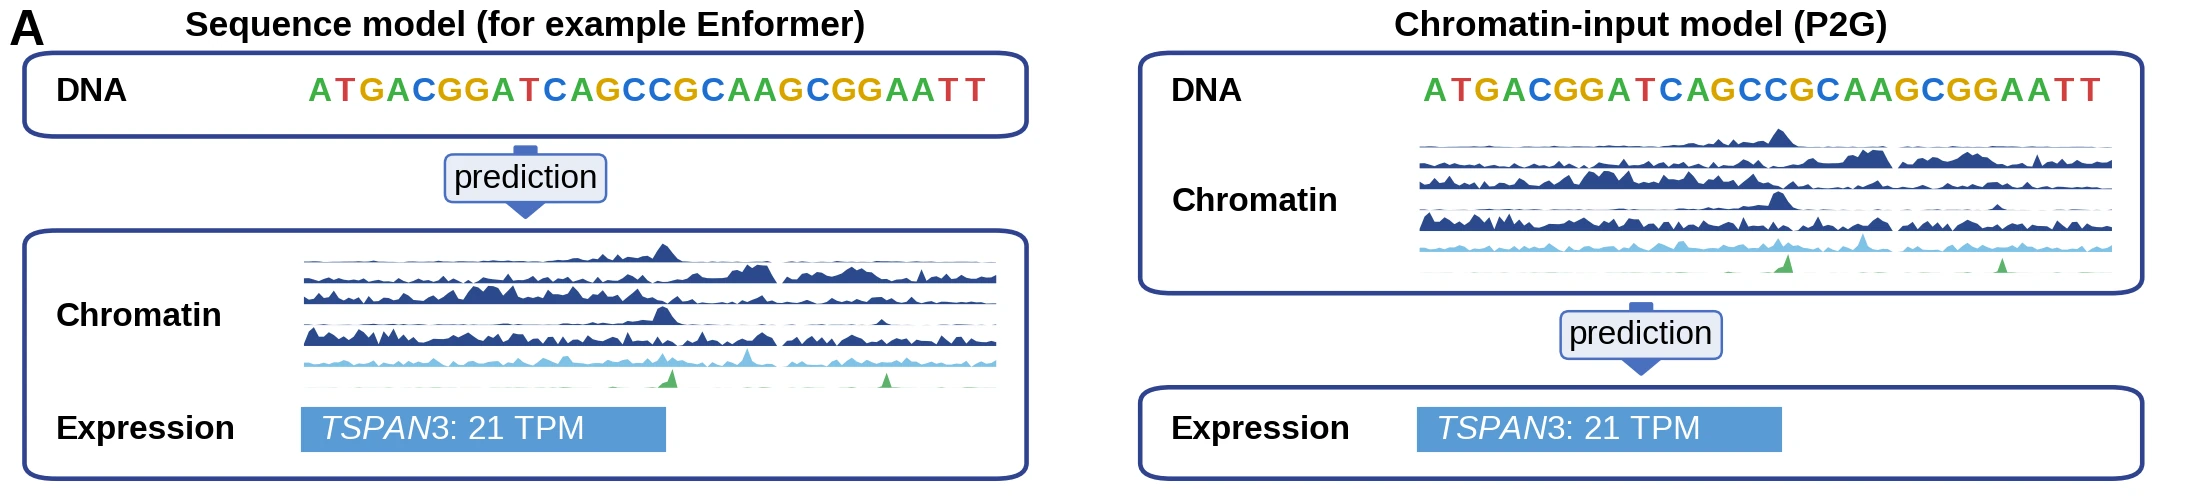 A
Sequence model (for example Enformer)
DNA ATGACGGATCAGCCGCAAGCGGAATT
prediction
Chromatin
Expression TSPAN3: 21 TPM
Chromatin-input model (P2G)
DNA ATGACGGATCAGCCGCAAGCGGAATT
Chromatin
prediction
Expression TSPAN3: 21 TPM